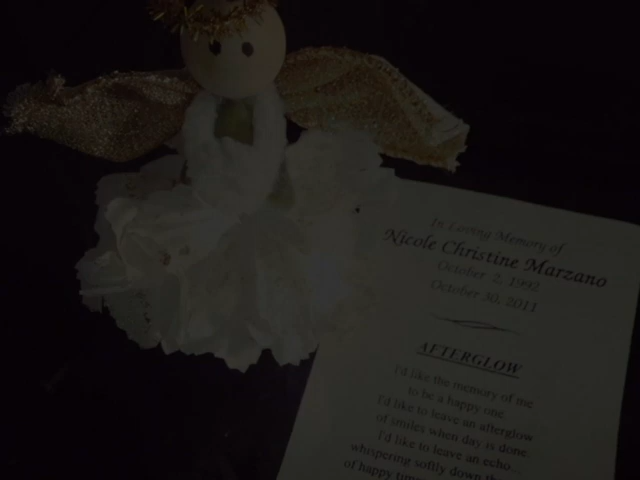 In Loving Memory of
Nicole Christine Marzano
October 2, 1992
October 30, 2011
AFTERGLOW
I'd like the memory of me
to be a happy one.
I'd like to leave an afterglow
of smiles when day is done
I'd like to leave an echo
whispering softly down
of happy